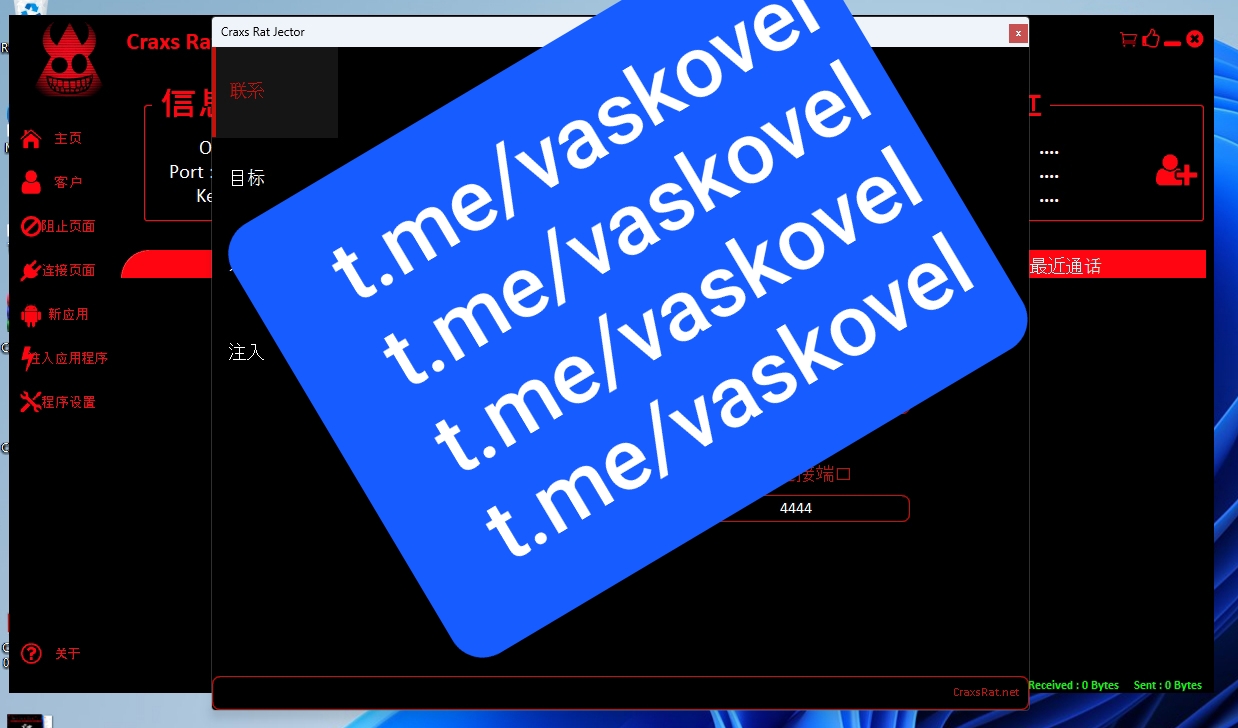 Craxs Rat Jector
x
Craxs Ra
联系
信息
主页
O
....
Port :
目标
....
客户
Ke
....
阻止页面
连接页面
最近通话
新应用
注入
注入应用程序
程序设置
接端口
4444
t.me/vaskovel
t.me/vaskovel
t.me/vaskovel
t.me/vaskovel
关于
Received : 0 Bytes Sent : 0 Bytes
CraxsRat.net